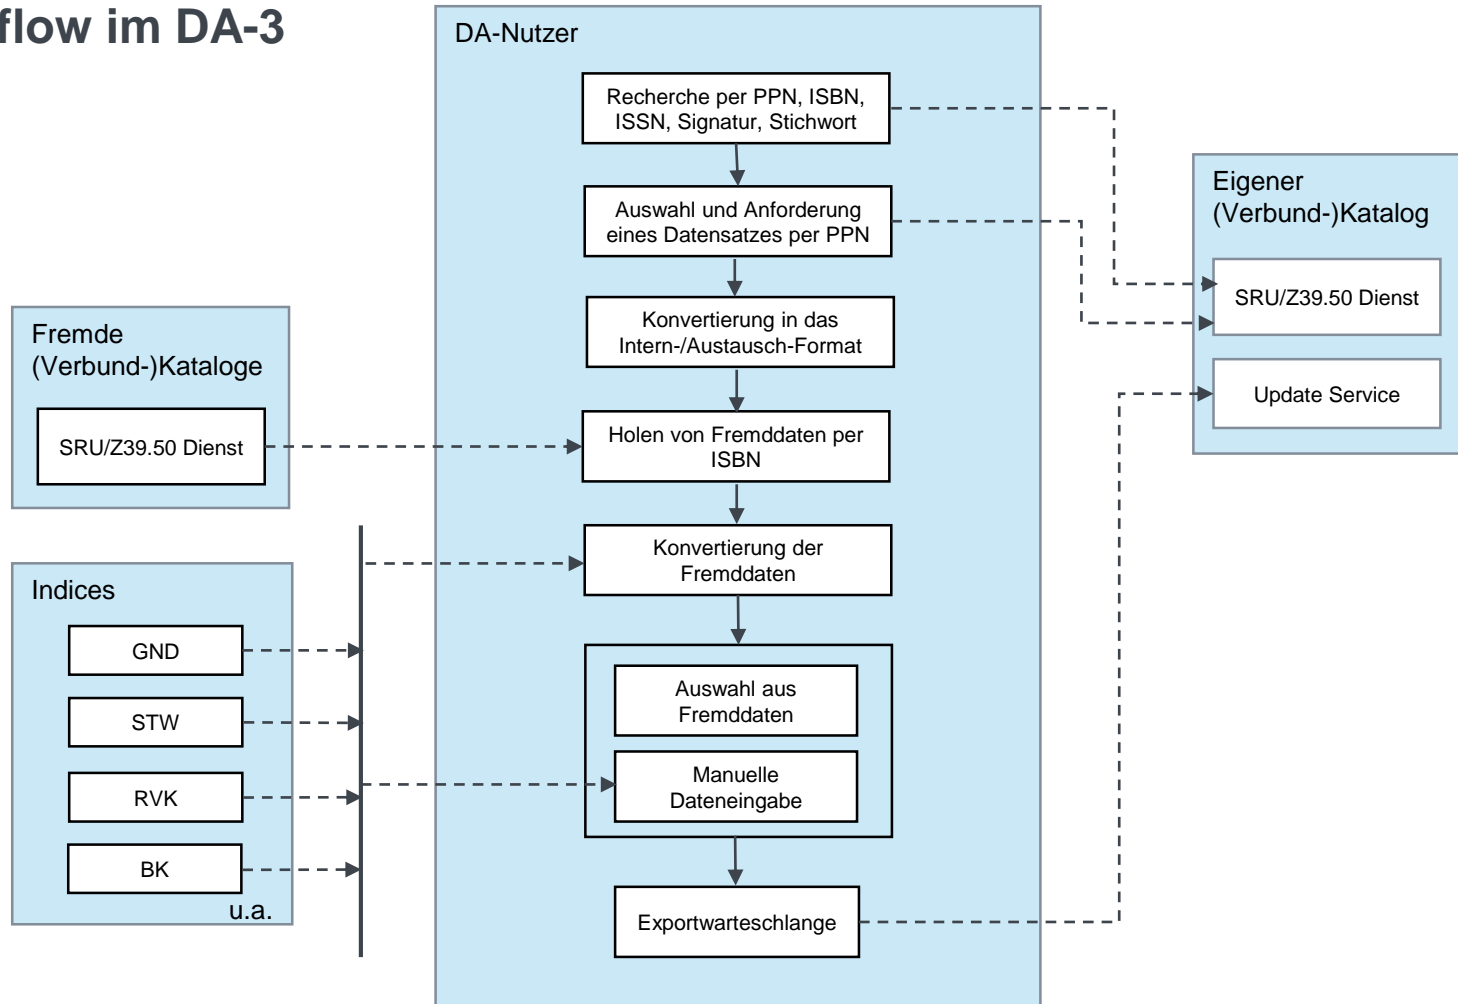 flow im DA-3
DA-Nutzer
Recherche per PPN, ISBN,
ISSN, Signatur, Stichwort
Auswahl und Anforderung
eines Datensatzes per PPN
Konvertierung in das
Intern-/Austausch-Format
Holen von Fremddaten per
ISBN
Konvertierung der
Fremddaten
Auswahl aus
Fremddaten
Manuelle
Dateneingabe
Exportwarteschlange
Fremde
(Verbund-)Kataloge
SRU/Z39.50 Dienst
Indices
GND
STW
RVK
BK
u.a.
Eigener
(Verbund-)Katalog
SRU/Z39.50 Dienst
Update Service